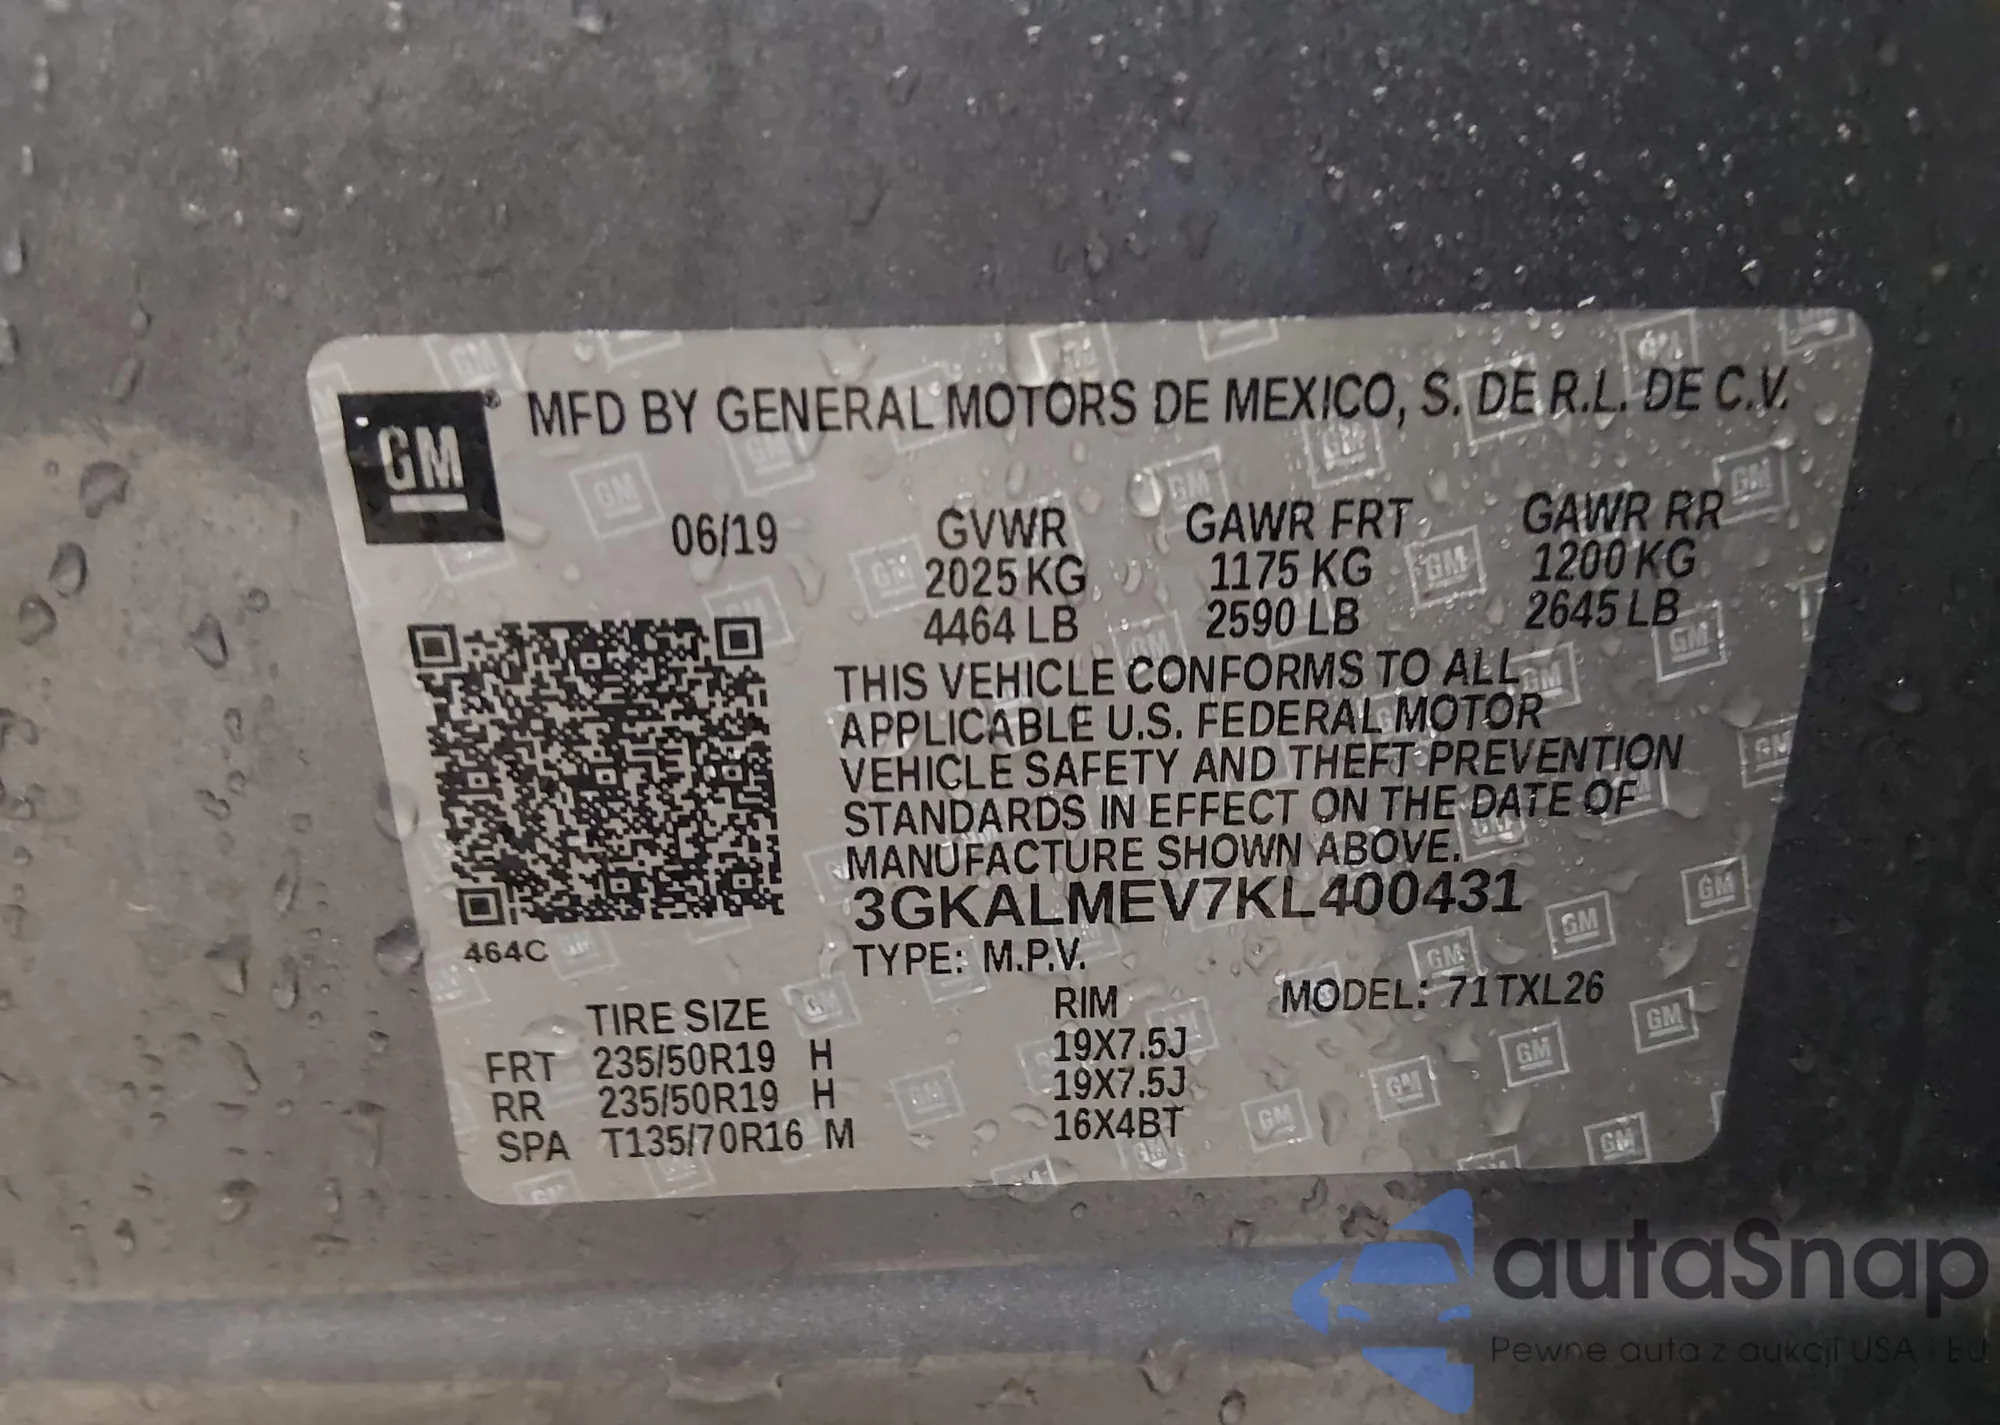 GM® MFD BY GENERAL MOTORS DE MEXICO, S. DE R.L. DE C.V.
06/19 GVWR GAWR FRT GAWR RR
2025 KG 1175 KG 1200 KG
4464 LB 2590 LB 2645 LB
THIS VEHICLE CONFORMS TO ALL
APPLICABLE U.S. FEDERAL MOTOR
VEHICLE SAFETY AND THEFT PREVENTION
STANDARDS IN EFFECT ON THE DATE OF
MANUFACTURE SHOWN ABOVE.
3GKALMEV7KL400431
464C
TYPE: M.P.V.
TIRE SIZE RIM MODEL: 71TXL26
FRT 235/50R19 H 19X7.5J
RR 235/50R19 H 19X7.5J
SPA T135/70R16 M 16X4BT
autaSnap
Pewne auta z aukcji USA i EU